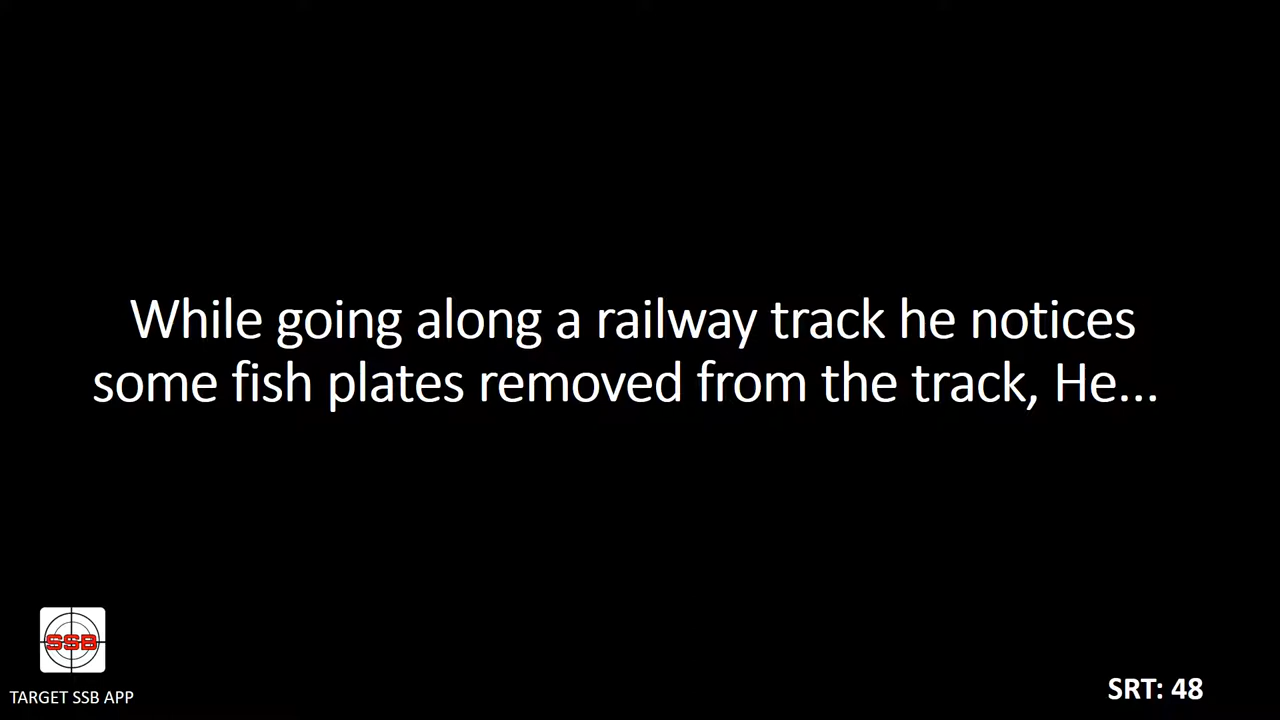 While going along a railway track he notices
some fish plates removed from the track, He...
SSB
TARGET SSB APP
SRT: 48